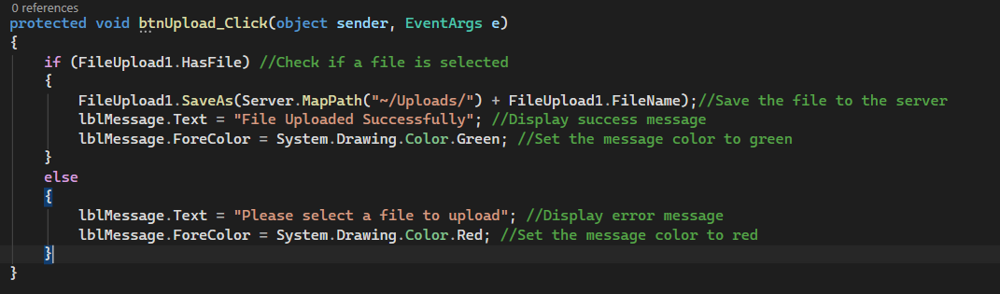 0 references
protected void btnUpload_Click(object sender, EventArgs e)
{
if (FileUpload1.HasFile) //Check if a file is selected
{
FileUpload1.SaveAs(Server.MapPath("~/Uploads/") + FileUpload1.FileName);//Save the file to the server
lblMessage.Text = "File Uploaded Successfully"; //Display success message
lblMessage.ForeColor = System.Drawing.Color.Green; //Set the message color to green
}
else
{
lblMessage.Text = "Please select a file to upload"; //Display error message
lblMessage.ForeColor = System.Drawing.Color.Red; //Set the message color to red
}
}